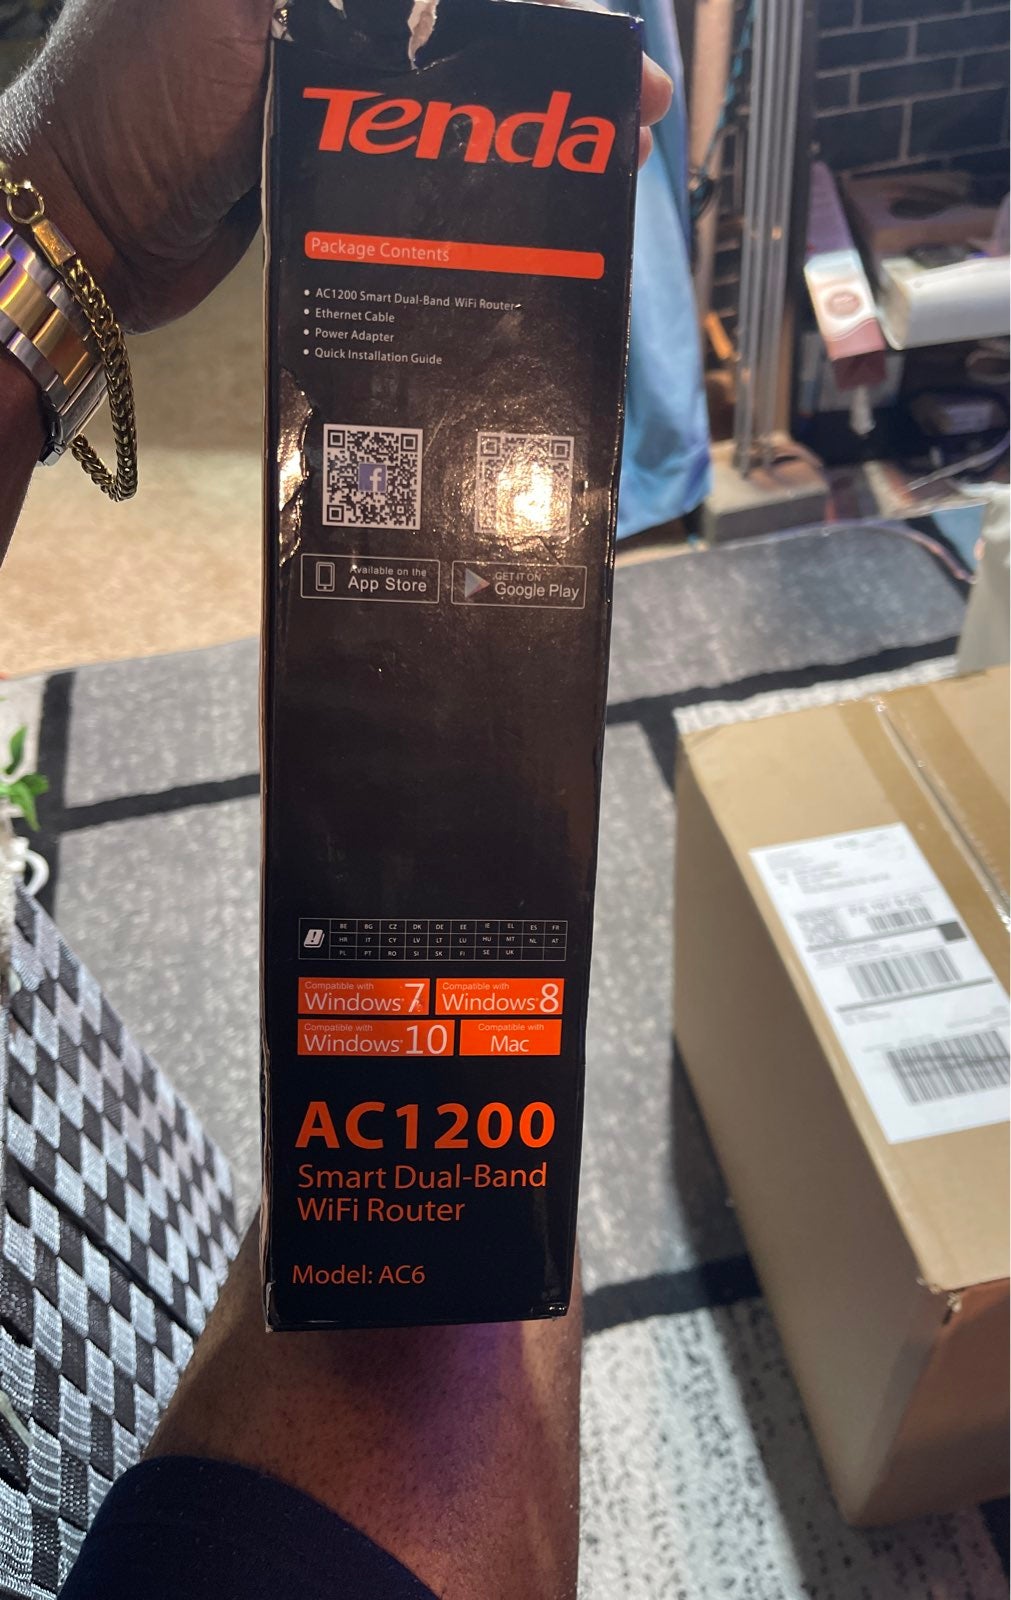 Tenda
Package Contents
• AC1200 Smart Dual-Band WiFi Router
• Ethernet Cable
• Power Adapter
• Quick Installation Guide
Available on the
App Store
GET IT ON
Google Play
BE BG CZ DK DE EE IE EL ES FR
HR IT CY LV LT LU HU MT NL AT
PL PT RO SI SK FI SE UK
Compatible with
Windows® 7
Compatible with
Windows® 8
Compatible with
Windows® 10
Compatible with
Mac
AC1200
Smart Dual-Band
WiFi Router
Model: AC6